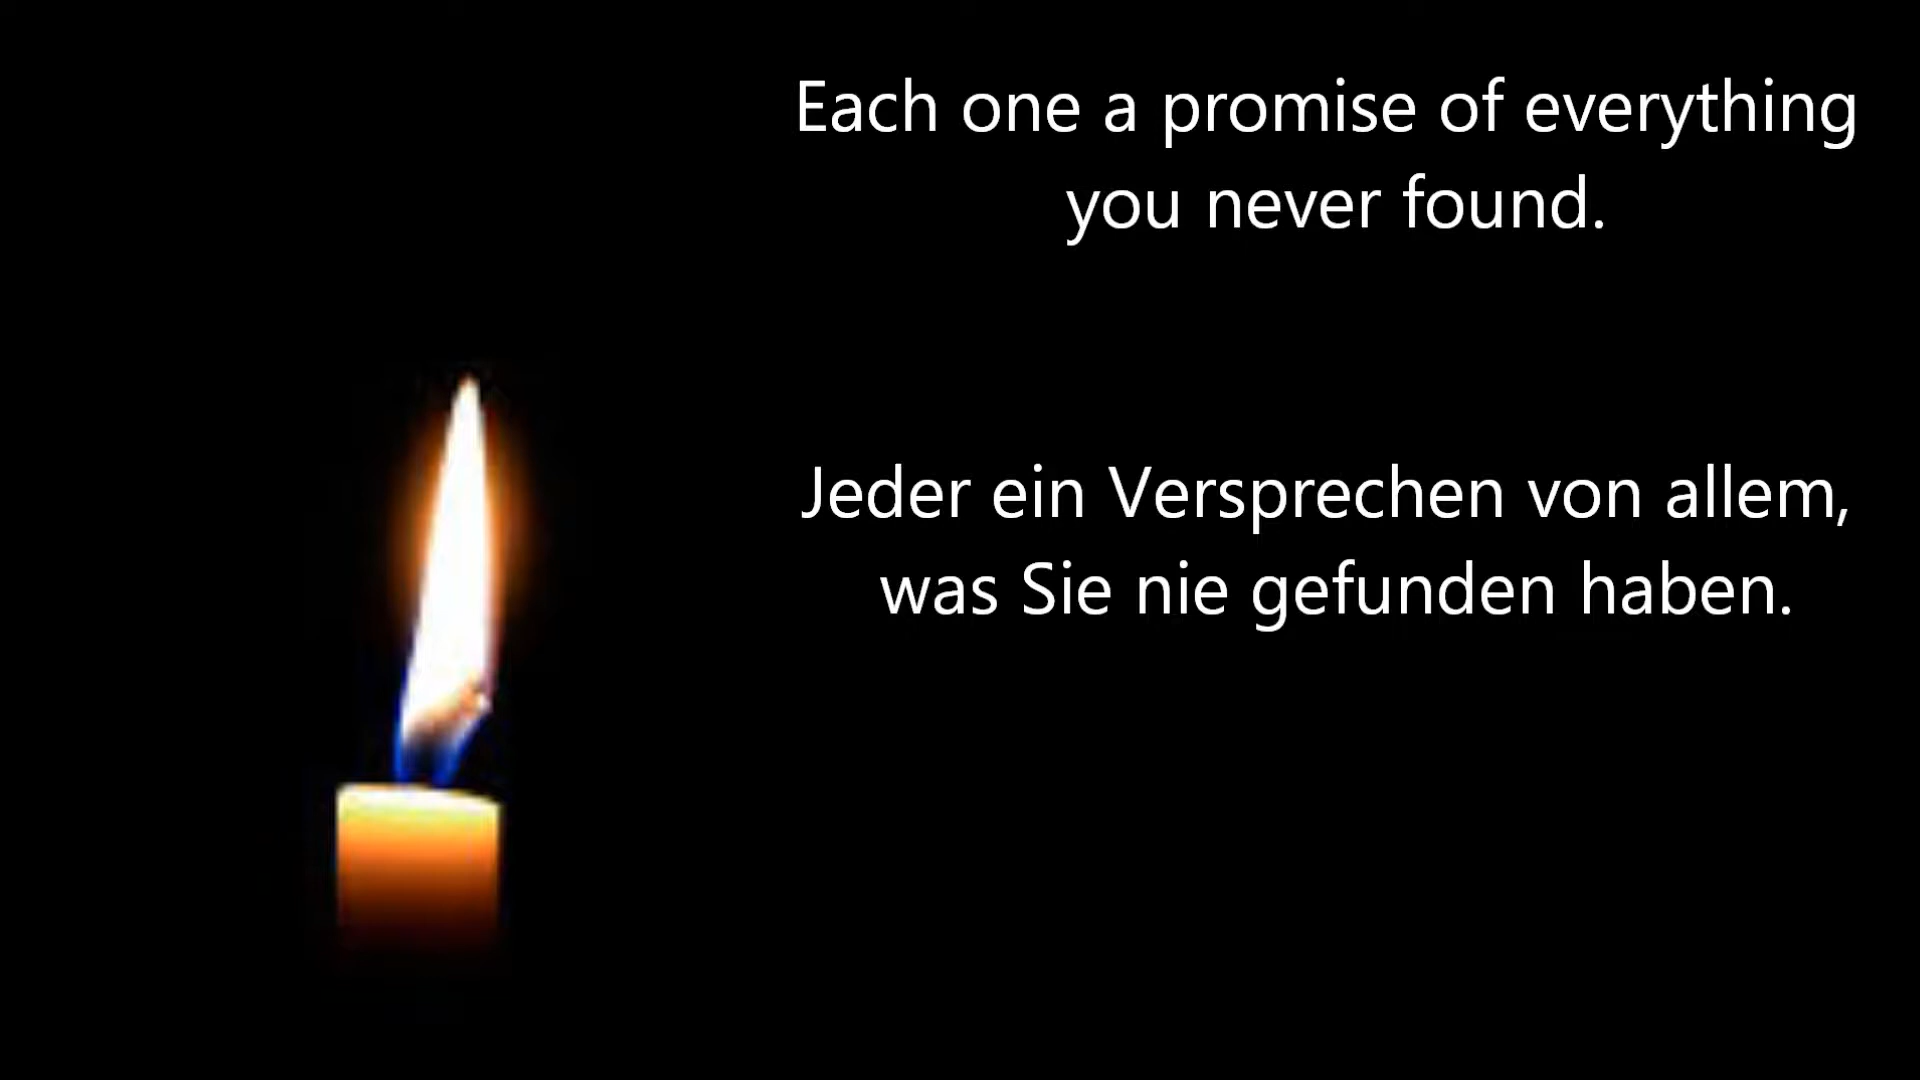 Each one a promise of everything
you never found.
Jeder ein Versprechen von allem,
was Sie nie gefunden haben.